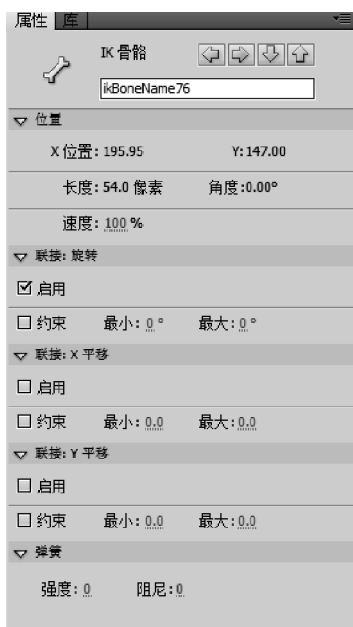 属性 库
IK 骨骼
ikBoneName76
位置
X 位置: 195.95 Y: 147.00
长度: 54.0 像素 角度:0.00°
速度: 100 %
联接: 旋转
启用
约束 最小: 0 ° 最大: 0 °
联接: X 平移
启用
约束 最小: 0.0 最大: 0.0
联接: Y 平移
启用
约束 最小: 0.0 最大: 0.0
弹簧
强度: 0 阻尼: 0